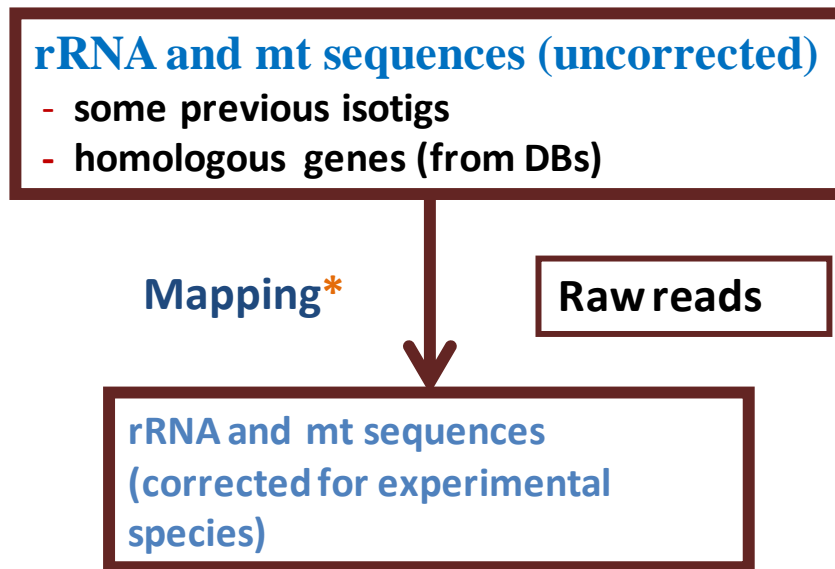 rRNA and mt sequences (uncorrected)
- some previous isotigs
- homologous genes (from DBs)
Mapping*
Raw reads
rRNA and mt sequences
(corrected for experimental
species)